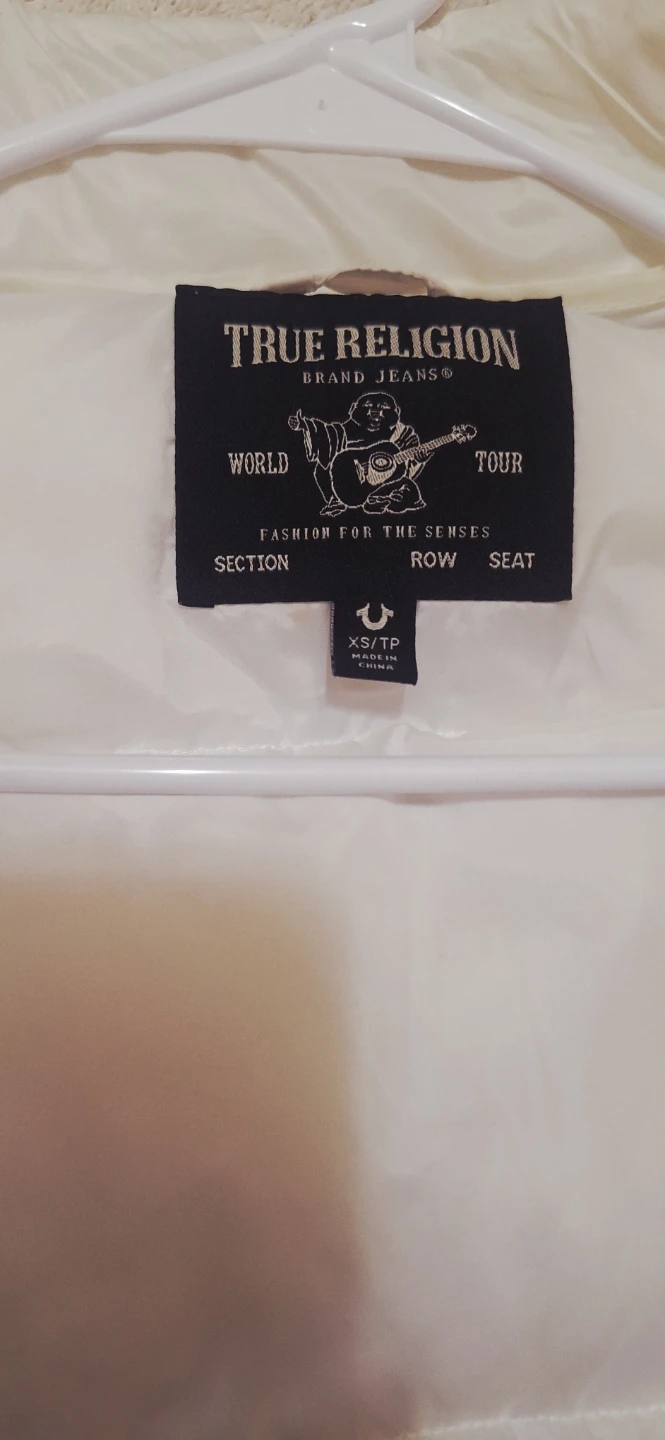 TRUE RELIGION
BRAND JEANS®
WORLD TOUR
FASHION FOR THE SENSES
SECTION ROW SEAT
XS/TP
MADE IN
CHINA